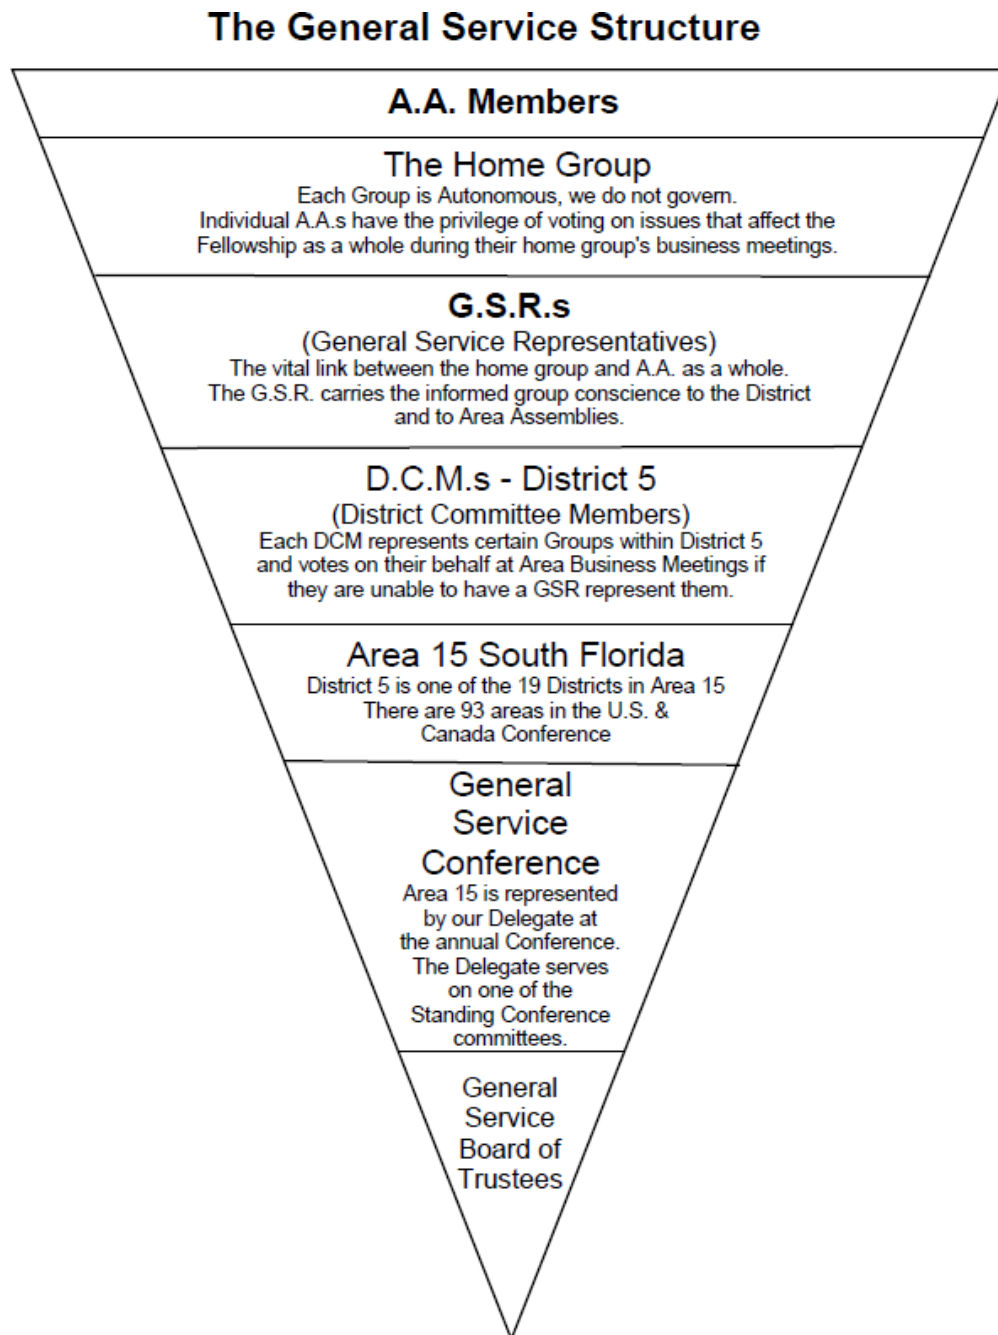 The General Service Structure
A.A. Members
The Home Group
Each Group is Autonomous, we do not govern.
Individual A.A.s have the privilege of voting on issues that affect the
Fellowship as a whole during their home group's business meetings.
G.S.R.s
(General Service Representatives)
The vital link between the home group and A.A. as a whole.
The G.S.R. carries the informed group conscience to the District
and to Area Assemblies.
D.C.M.s - District 5
(District Committee Members)
Each DCM represents certain Groups within District 5
and votes on their behalf at Area Business Meetings if
they are unable to have a GSR represent them.
Area 15 South Florida
District 5 is one of the 19 Districts in Area 15
There are 93 areas in the U.S. &
Canada Conference
General
Service
Conference
Area 15 is represented
by our Delegate at
the annual Conference.
The Delegate serves
on one of the
Standing Conference
committees.
General
Service
Board of
Trustees